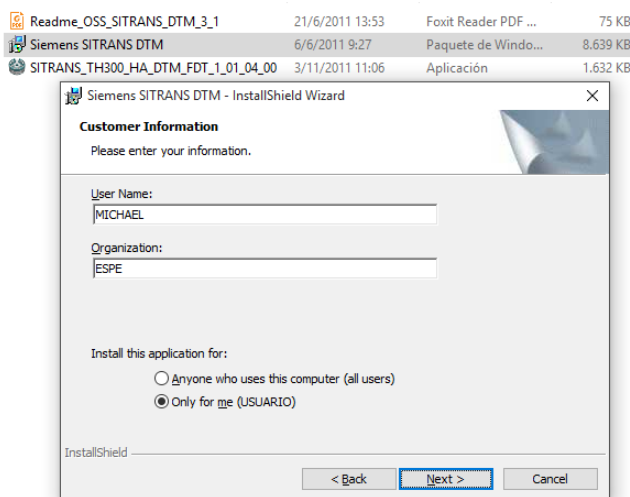 Readme_OSS_SITRANS_DTM_3_1 21/6/2011 13:53 Foxit Reader PDF ... 75 KB
Siemens SITRANS DTM 6/6/2011 9:27 Paquete de Windo... 8.639 KB
SITRANS_TH300_HA_DTM_FDT_1_01_04_00 3/11/2011 11:06 Aplicación 1.632 KB
Siemens SITRANS DTM - InstallShield Wizard
Customer Information
Please enter your information.
User Name:
MICHAEL
Organization:
ESPE
Install this application for:
Anyone who uses this computer (all users)
Only for me (USUARIO)
InstallShield
< Back Next > Cancel